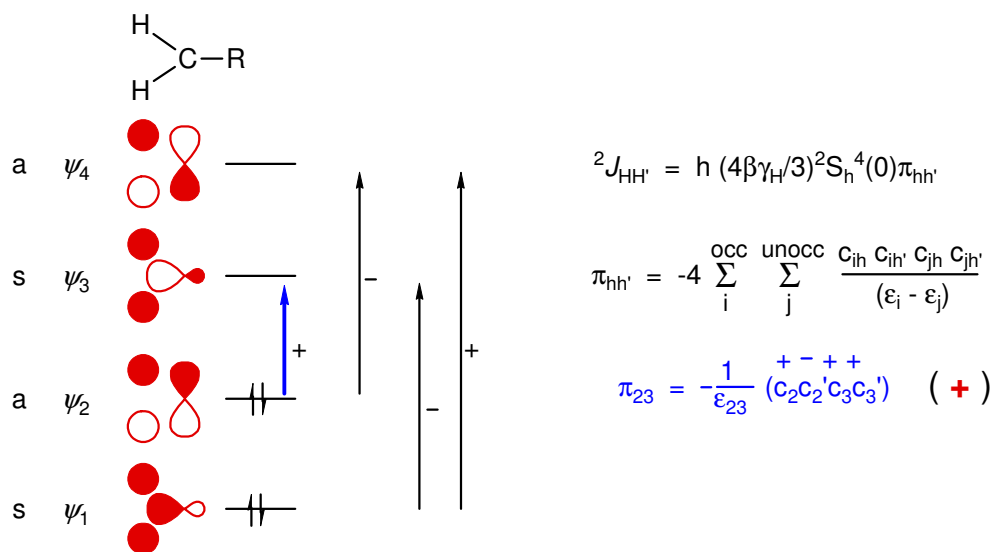 H
C — R
H
a ψ₄
s ψ₃
a ψ₂
s ψ₁
+
−
−
+
²J_HH' = h (4βγ_H/3)²S_h⁴(0)π_hh'
π_hh' = -4 Σ_i^occ Σ_j^unocc c_ih c_ih' c_jh c_jh' / (ε_i - ε_j)
+ − + +
π₂₃ = − 1/ε₂₃ (c₂c₂'c₃c₃') ( + )